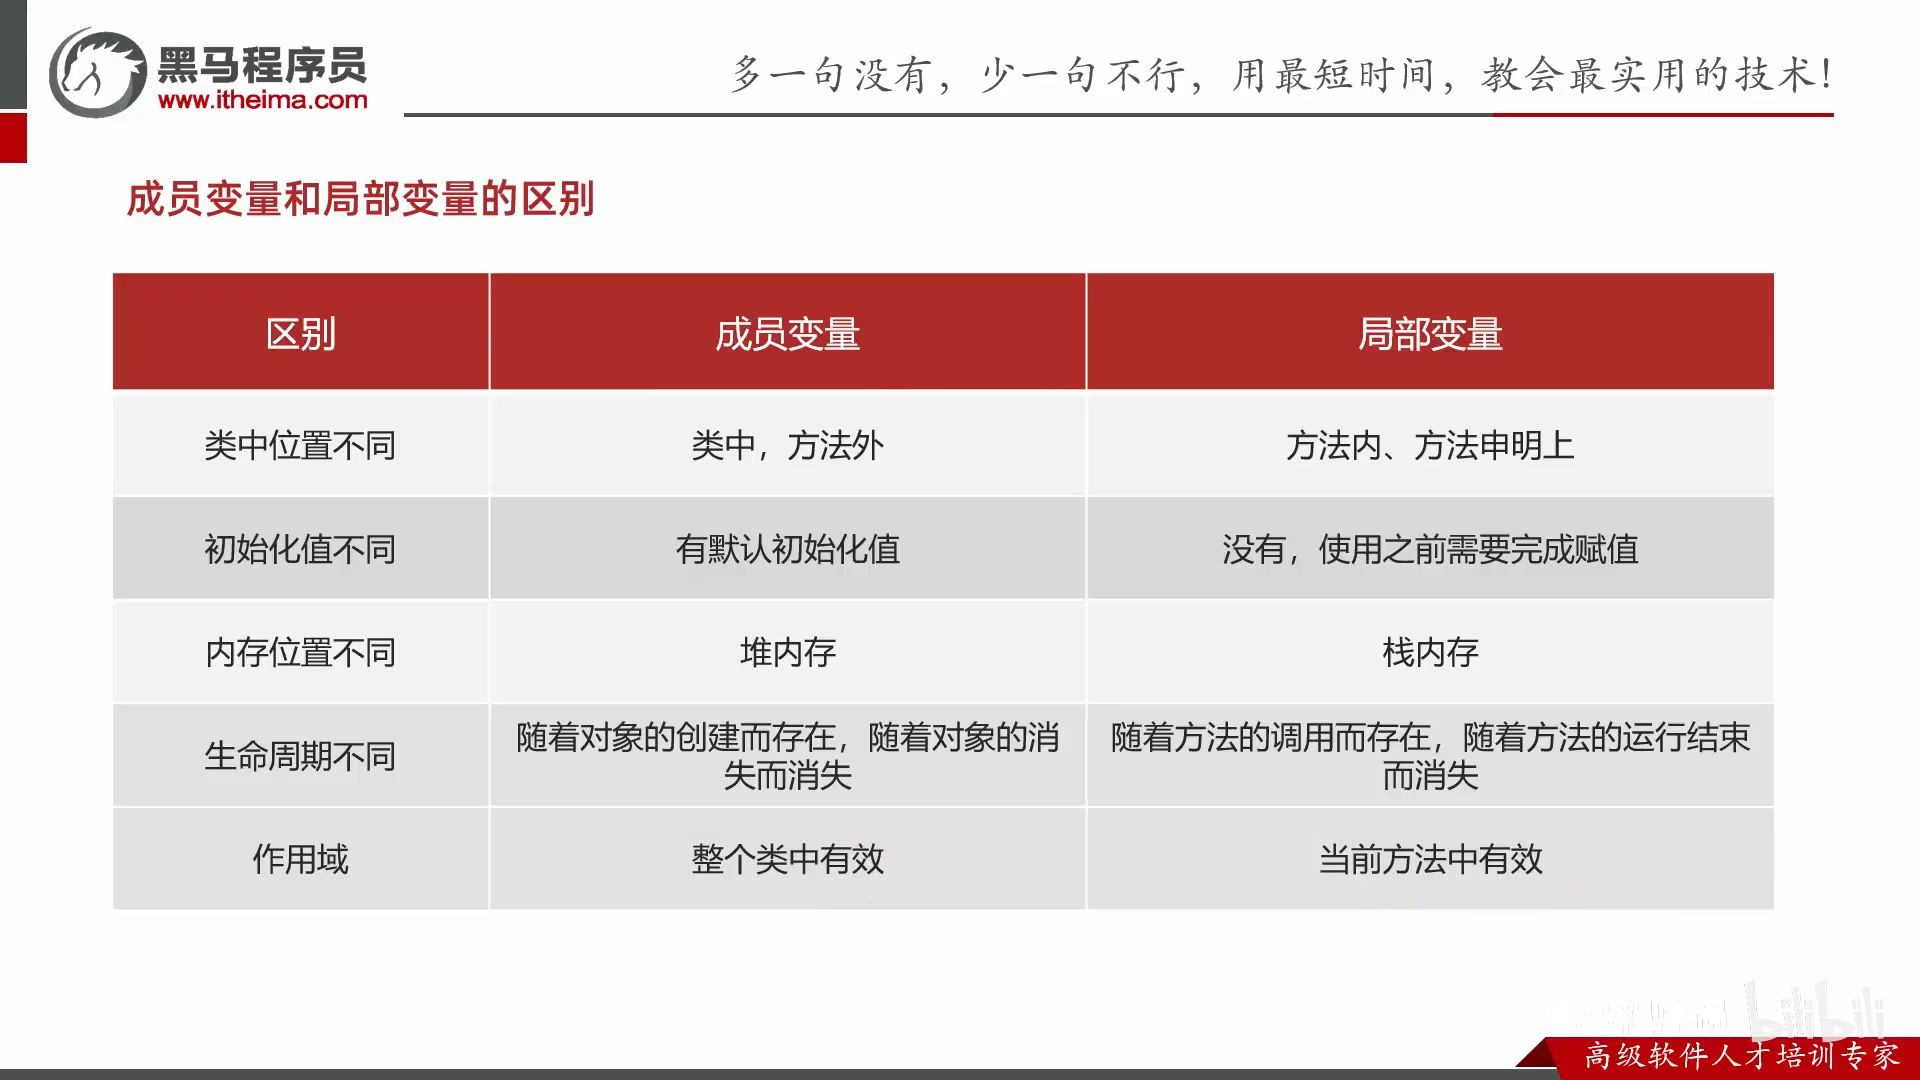 黑马程序员
www.itheima.com
多一句没有，少一句不行，用最短时间，教会最实用的技术！
成员变量和局部变量的区别
区别 成员变量 局部变量
类中位置不同 类中，方法外 方法内、方法申明上
初始化值不同 有默认初始化值 没有，使用之前需要完成赋值
内存位置不同 堆内存 栈内存
生命周期不同 随着对象的创建而存在，随着对象的消 随着方法的调用而存在，随着方法的运行结束
失而消失 而消失
作用域 整个类中有效 当前方法中有效
bilibili
高级软件人才培训专家